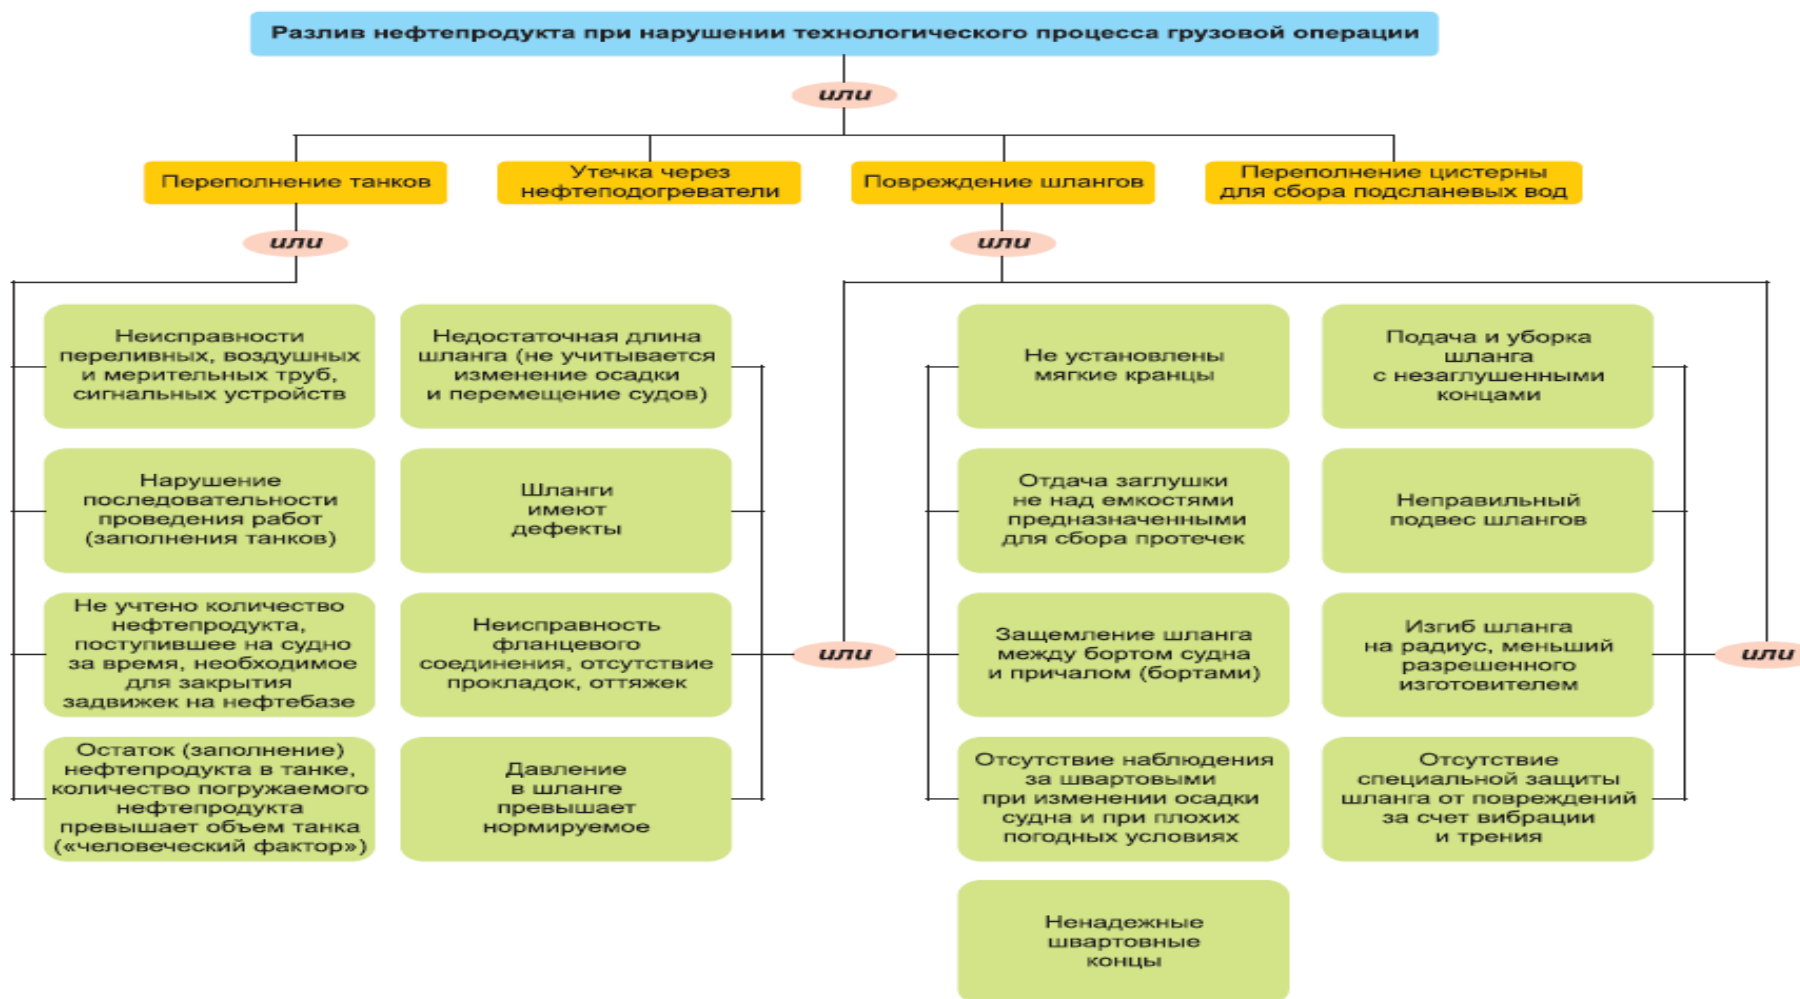 Разлив нефтепродукта при нарушении технологического процесса грузовой операции
или
Переполнение танков
Утечка через
нефтеподогреватели
Повреждение шлангов
Переполнение цистерны
для сбора подсланевых вод
или
или
Неисправности
переливных, воздушных
и мерительных труб,
сигнальных устройств
Недостаточная длина
шланга (не учитывается
изменение осадки
и перемещение судов)
Не установлены
мягкие кранцы
Подача и уборка
шланга
с незаглушенными
концами
Нарушение
последовательности
проведения работ
(заполнения танков)
Шланги
имеют
дефекты
Отдача заглушки
не над емкостями
предназначенными
для сбора протечек
Неправильный
подвес шлангов
Не учтено количество
нефтепродукта,
поступившее на судно
за время, необходимое
для закрытия
задвижек на нефтебазе
Неисправность
фланцевого
соединения, отсутствие
прокладок, оттяжек
или
Защемление шланга
между бортом судна
и причалом (бортами)
Изгиб шланга
на радиус, меньший
разрешенного
изготовителем
или
Остаток (заполнение)
нефтепродукта в танке,
количество погружаемого
нефтепродукта
превышает объем танка
(«человеческий фактор»)
Давление
в шланге
превышает
нормируемое
Отсутствие наблюдения
за швартовыми
при изменении осадки
судна и при плохих
погодных условиях
Отсутствие
специальной защиты
шланга от повреждений
за счет вибрации
и трения
Ненадежные
швартовные
концы